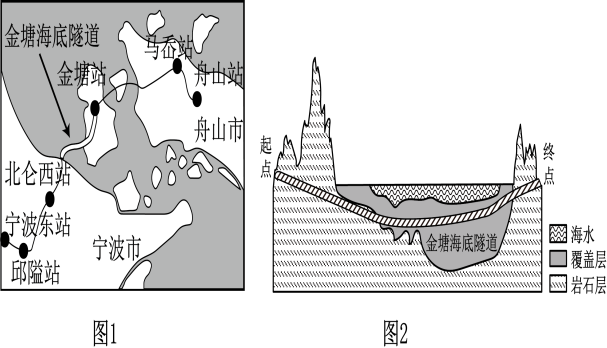 金塘海底隧道
马岙站
金塘站
舟山站
舟山市
北仑西站
宁波东站
宁波市
邱隘站
图1
起点
终点
金塘海底隧道
海水
覆盖层
岩石层
图2